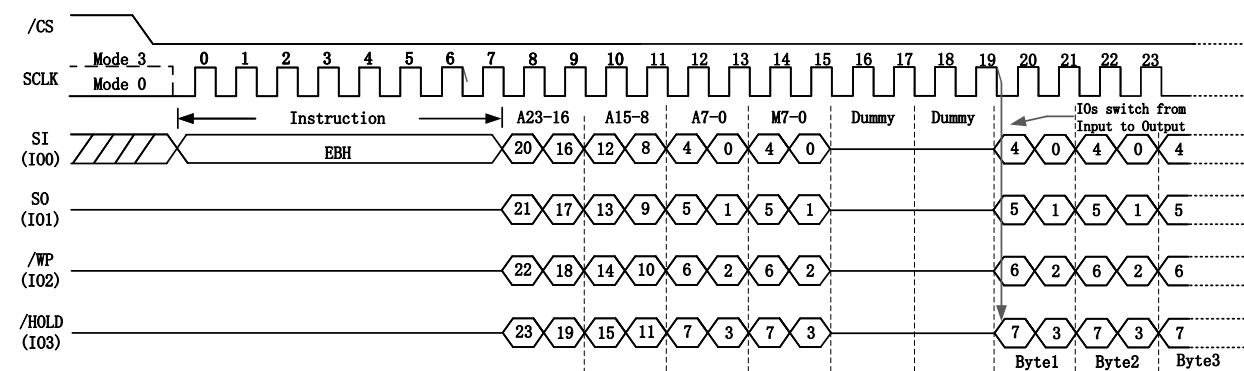 /CS
Mode 3 0 1 2 3 4 5 6 7 8 9 10 11 12 13 14 15 16 17 18 19 20 21 22 23
SCLK
Mode 0
Instruction A23-16 A15-8 A7-0 M7-0 Dummy Dummy IOs switch from
Input to Output
SI
(IO0)
EBH 20 16 12 8 4 0 4 0 4 0 4 0 4
SO
(IO1)
21 17 13 9 5 1 5 1 5 1 5 1 5
/WP
(IO2)
22 18 14 10 6 2 6 2 6 2 6 2 6
/HOLD
(IO3)
23 19 15 11 7 3 7 3 7 3 7 3 7
Byte1 Byte2 Byte3